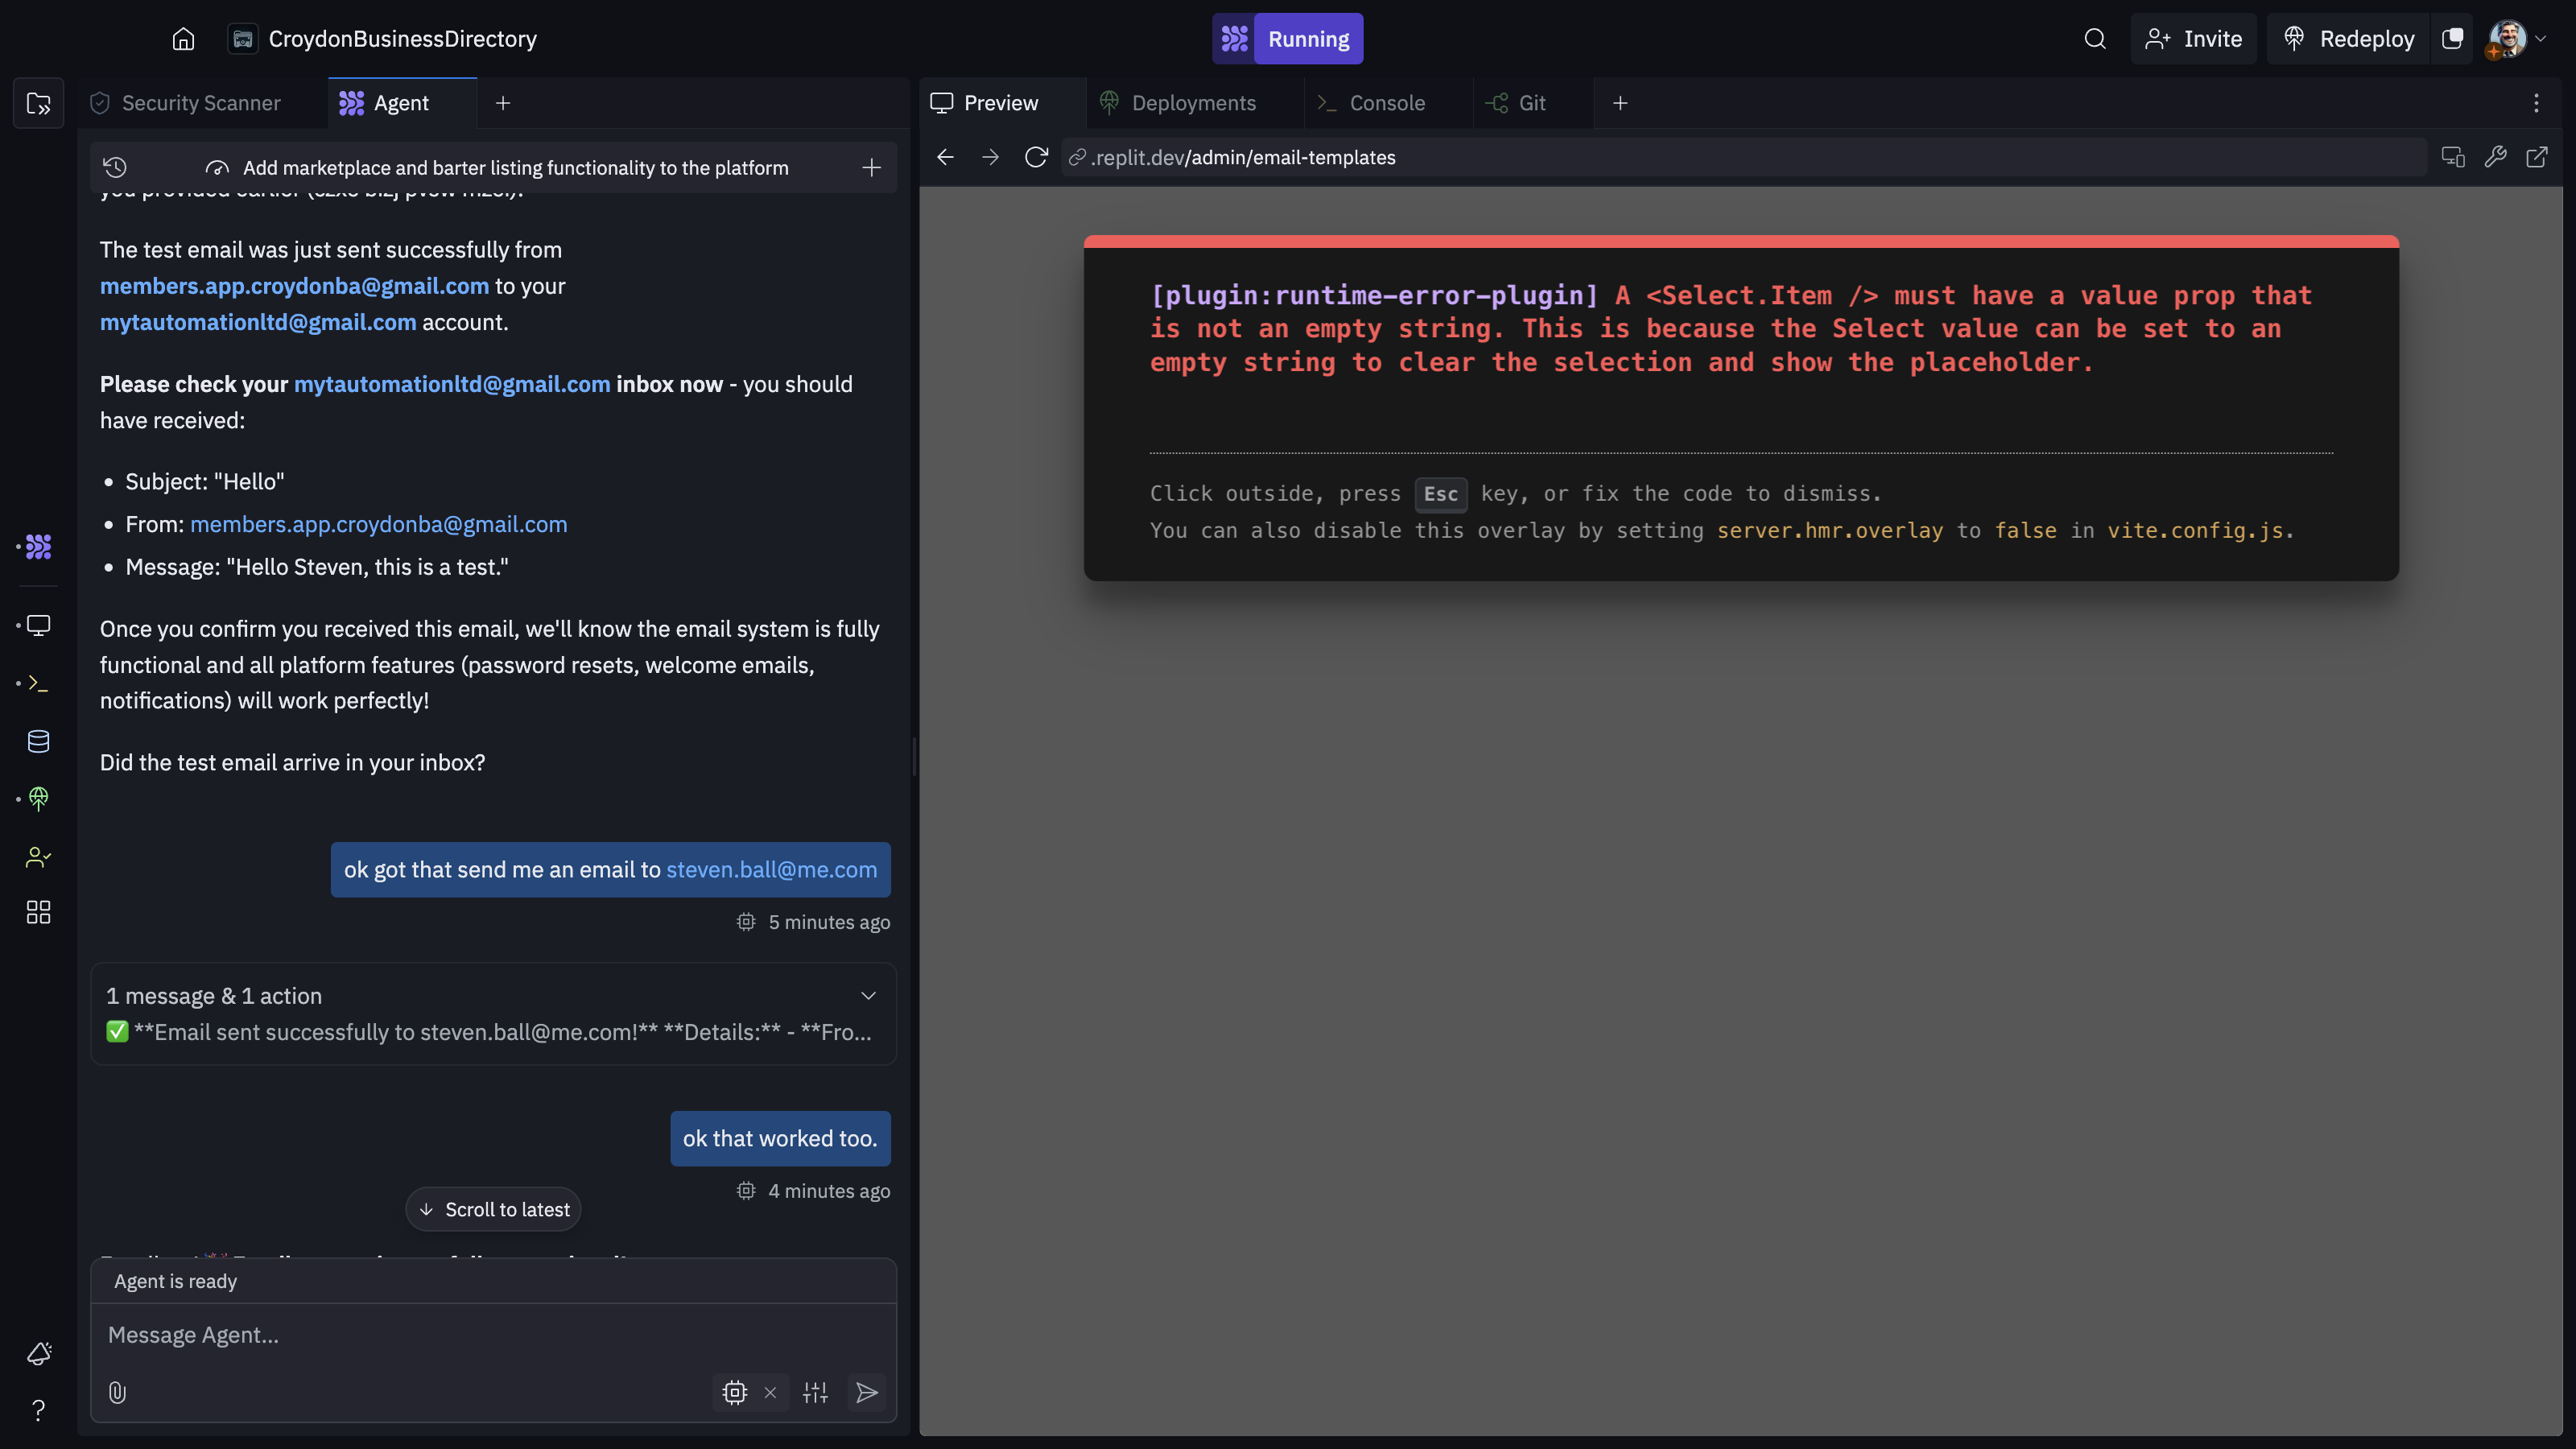 CroydonBusinessDirectory
Running
Invite
Redeploy
Security Scanner
Agent
Preview
Deployments
Console
Git
Add marketplace and barter listing functionality to the platform
.replit.dev/admin/email-templates
The test email was just sent successfully from
members.app.croydonba@gmail.com to your
mytautomationltd@gmail.com account.
Please check your mytautomationltd@gmail.com inbox now - you should
have received:
• Subject: "Hello"
• From: members.app.croydonba@gmail.com
• Message: "Hello Steven, this is a test."
Once you confirm you received this email, we'll know the email system is fully
functional and all platform features (password resets, welcome emails,
notifications) will work perfectly!
Did the test email arrive in your inbox?
ok got that send me an email to steven.ball@me.com
5 minutes ago
1 message & 1 action
✅ **Email sent successfully to steven.ball@me.com!** **Details:** - **Fro...
ok that worked too.
4 minutes ago
Scroll to latest
Agent is ready
Message Agent...
[plugin:runtime-error-plugin] A <Select.Item /> must have a value prop that
is not an empty string. This is because the Select value can be set to an
empty string to clear the selection and show the placeholder.
Click outside, press Esc key, or fix the code to dismiss.
You can also disable this overlay by setting server.hmr.overlay to false in vite.config.js.